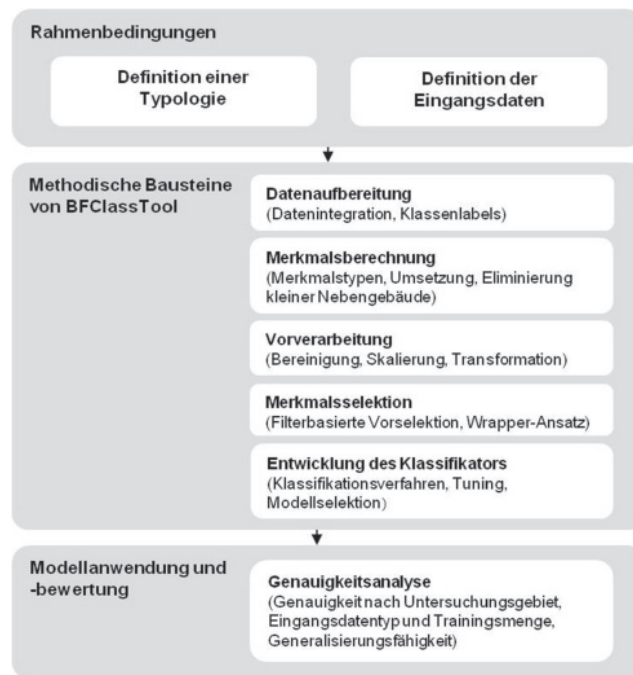 Rahmenbedingungen
Definition einer
Typologie
Definition der
Eingangsdaten
Methodische Bausteine
von BFClassTool
Datenaufbereitung
(Datenintegration, Klassenlabels)
Merkmalsberechnung
(Merkmalstypen, Umsetzung, Eliminierung
kleiner Nebengebäude)
Vorverarbeitung
(Bereinigung, Skalierung, Transformation)
Merkmalsselektion
(Filterbasierte Vorselektion, Wrapper-Ansatz)
Entwicklung des Klassifikators
(Klassifikationsverfahren, Tuning,
Modellselektion)
Modellanwendung und
-bewertung
Genauigkeitsanalyse
(Genauigkeit nach Untersuchungsgebiet,
Eingangsdatentyp und Trainingsmenge,
Generalisierungsfähigkeit)